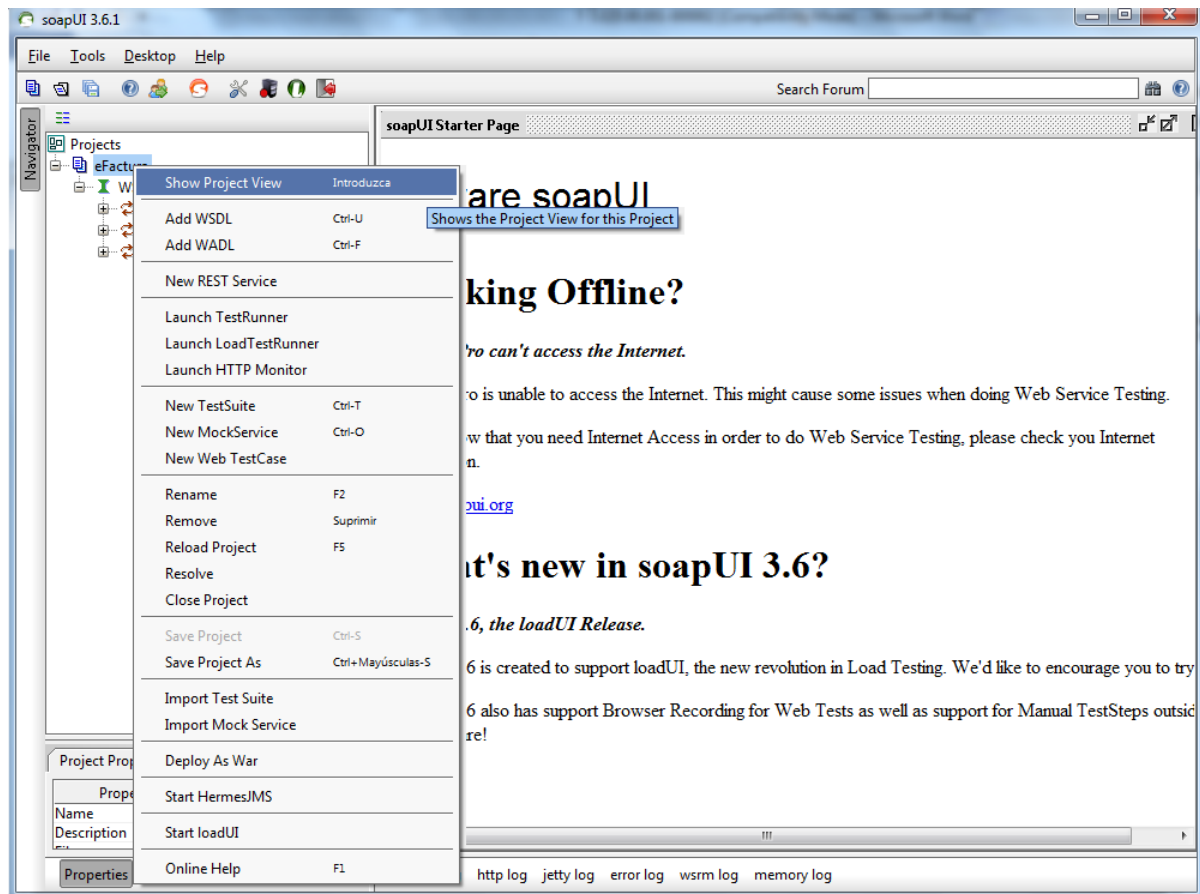 soapUI 3.6.1
File Tools Desktop Help
Search Forum
Navigator
Projects
soapUI Starter Page
Show Project View Introduzca
are soapUI
Add WSDL Ctrl-U
Shows the Project View for this Project
Add WADL Ctrl-F
New REST Service
king Offline?
Launch TestRunner
Launch LoadTestRunner
can't access the Internet.
Launch HTTP Monitor
is unable to access the Internet. This might cause some issues when doing Web Service Testing.
New TestSuite Ctrl-T
New MockService Ctrl-O
that you need Internet Access in order to do Web Service Testing, please check you Internet
New Web TestCase
Rename F2
Remove Suprimir
Reload Project F5
Resolve
Close Project
what's new in soapUI 3.6?
Save Project Ctrl-S
.6, the loadUI Release.
Save Project As Ctrl+Mayúsculas-S
6 is created to support loadUI, the new revolution in Load Testing. We'd like to encourage you to try
Import Test Suite
6 also has support Browser Recording for Web Tests as well as support for Manual TestSteps
Import Mock Service
Deploy As War
Project
Start HermesJMS
Name
Description
Start loadUI
Properties
Online Help F1
http log jetty log error log wsrm log memory log